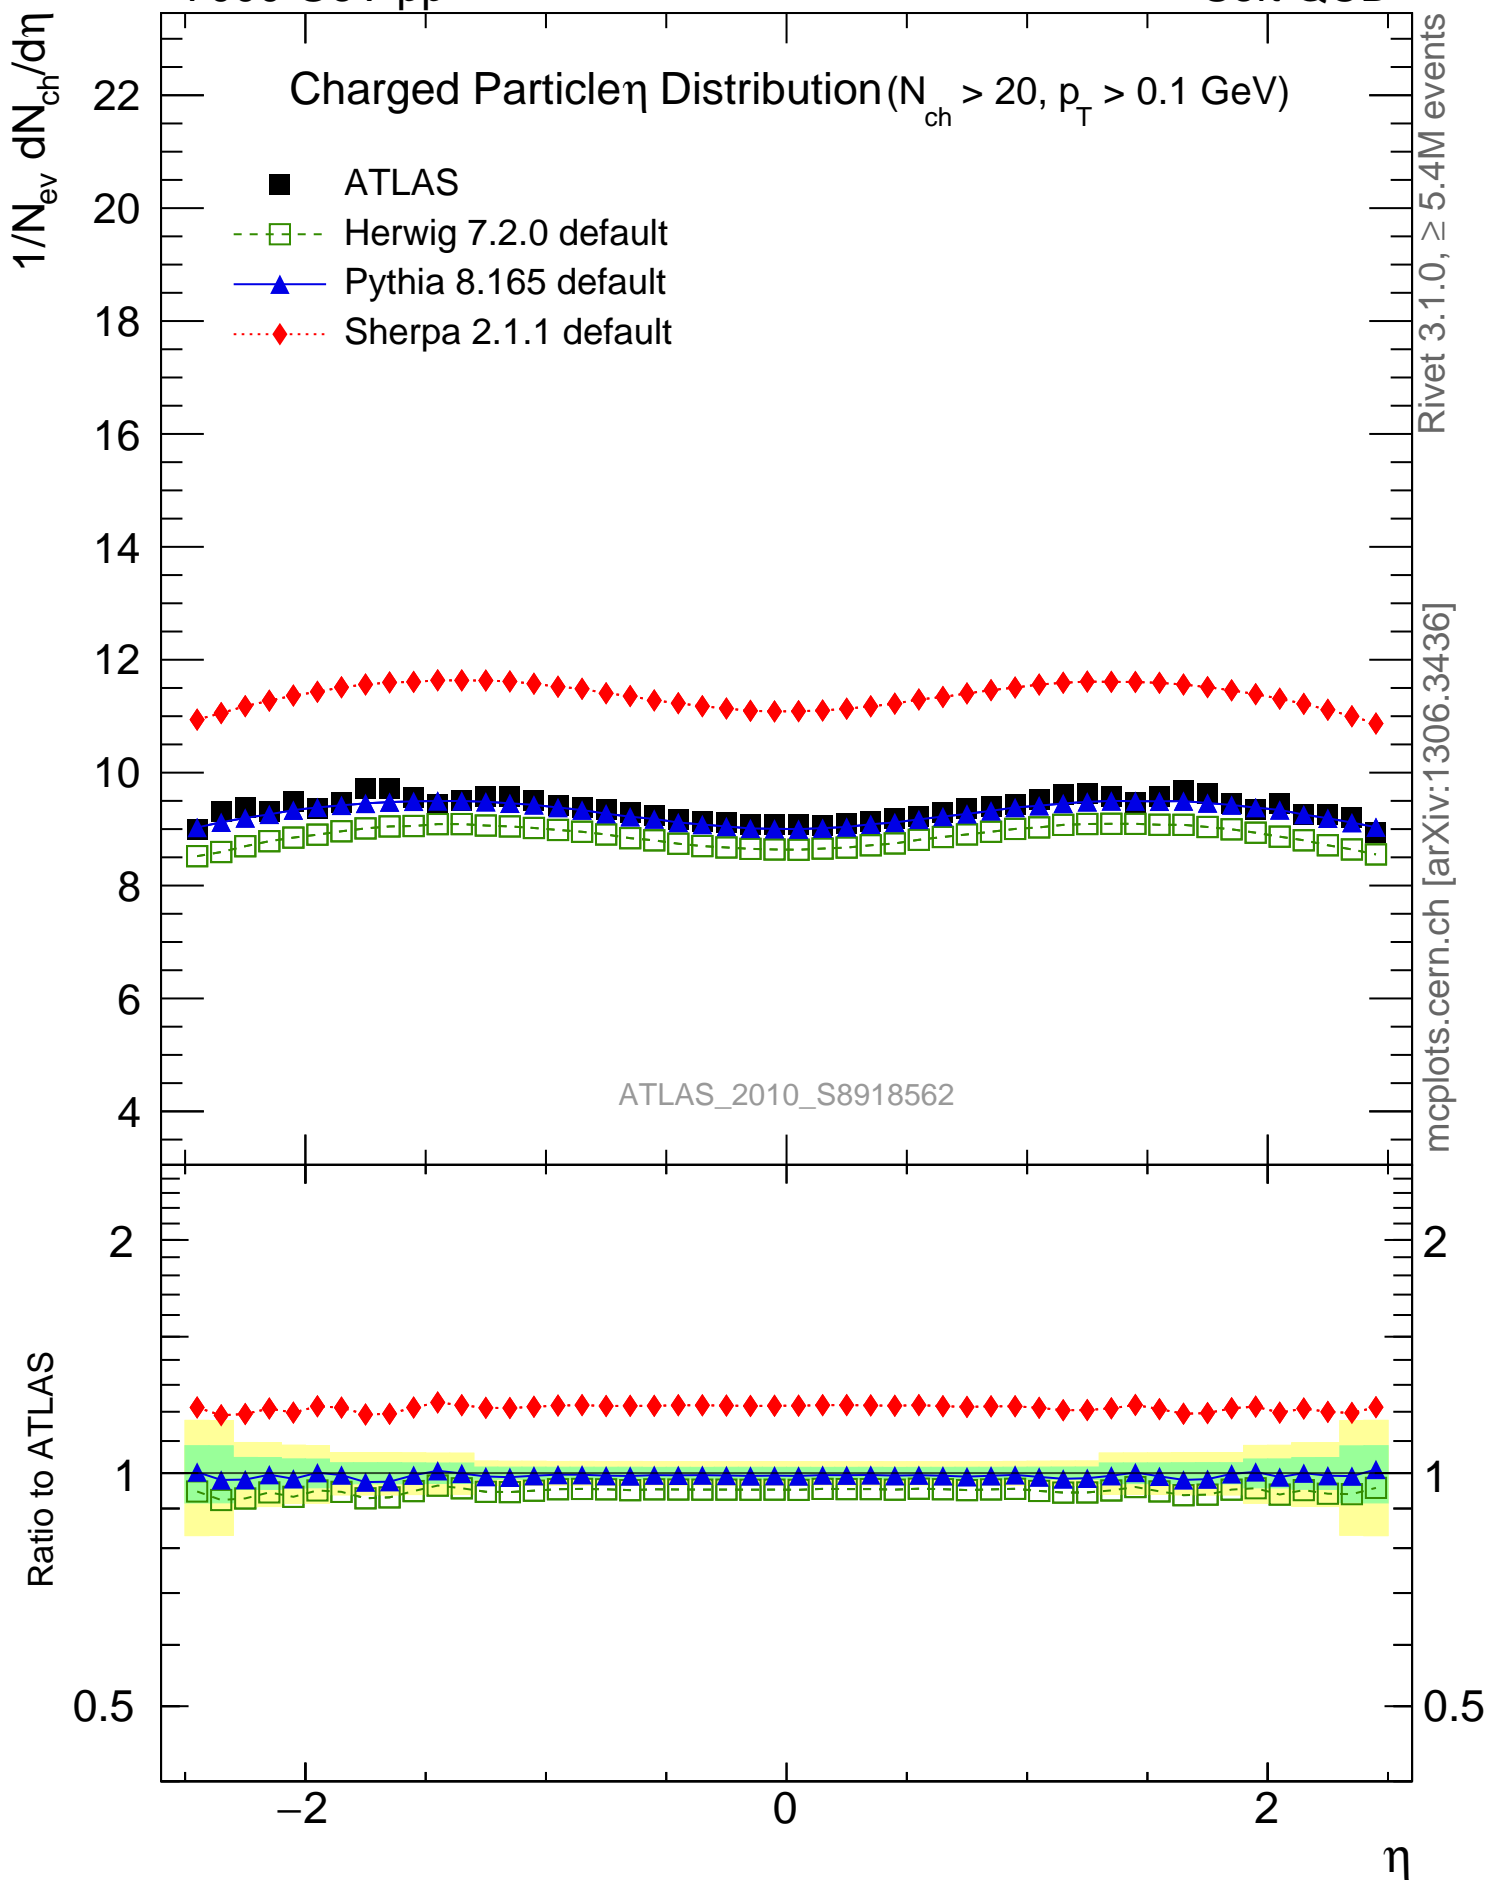 Charged Particleη Distribution (N_ch > 20, p_T > 0.1 GeV)
1/N_ev dN_ch/dη
ATLAS
Herwig 7.2.0 default
Pythia 8.165 default
Sherpa 2.1.1 default
22
20
18
16
14
12
10
8
6
4
ATLAS_2010_S8918562
Rivet 3.1.0, ≥ 5.4M events
mcplots.cern.ch [arXiv:1306.3436]
Ratio to ATLAS
2
1
0.5
2
1
0.5
−2
0
2
η